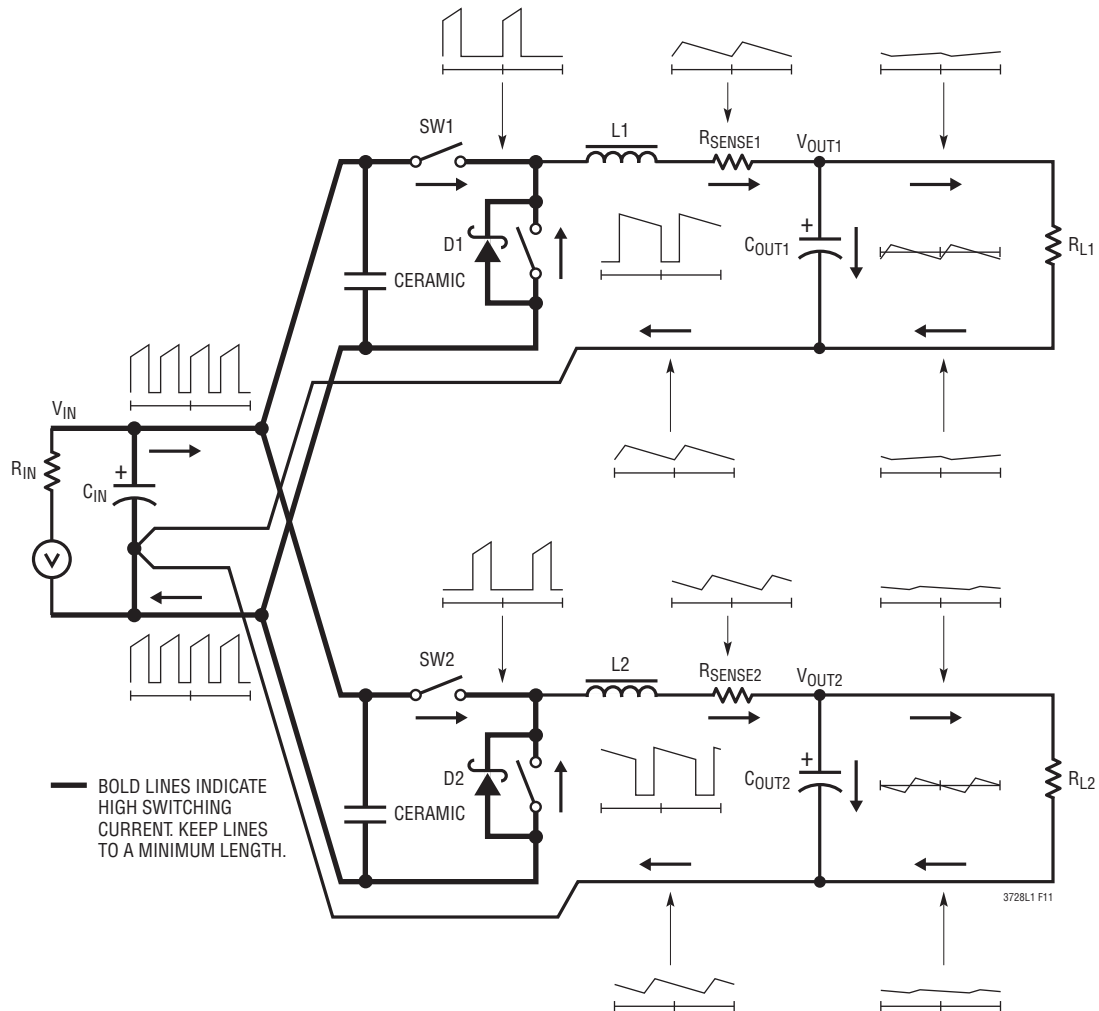 SW1
L1
RSENSE1
VOUT1
D1
CERAMIC
COUT1
RL1
VIN
RIN
CIN
+
+
V
SW2
L2
RSENSE2
VOUT2
D2
CERAMIC
COUT2
+
RL2
BOLD LINES INDICATE
HIGH SWITCHING
CURRENT. KEEP LINES
TO A MINIMUM LENGTH.
3728L1 F11